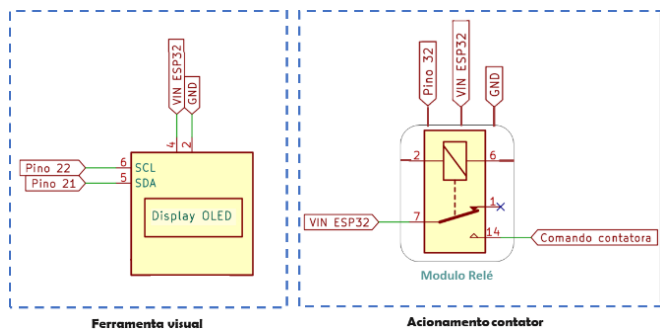 VIN ESP32
GND
4
2
Pino 22
6
SCL
Pino 21
5
SDA
Display OLED
Ferramenta visual
Pino 32
VIN ESP32
GND
2
6
1
VIN ESP32
7
14
Comando contatora
Modulo Relé
Acionamento contator